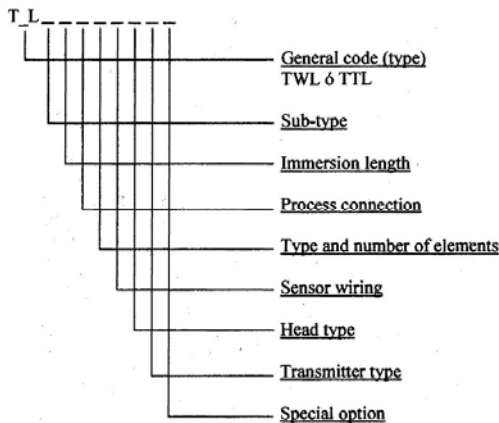 T_L_ _ _ _ _ _ _ _
General code (type)
TWL ó TTL
Sub-type
Immersion length
Process connection
Type and number of elements
Sensor wiring
Head type
Transmitter type
Special option